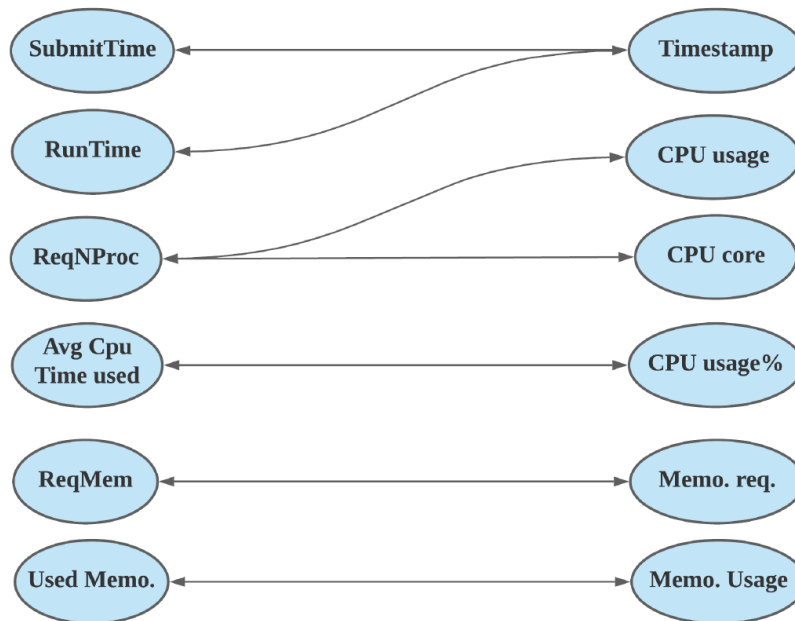 SubmitTime
Timestamp
RunTime
CPU usage
ReqNProc
CPU core
Avg Cpu
Time used
CPU usage%
ReqMem
Memo. req.
Used Memo.
Memo. Usage